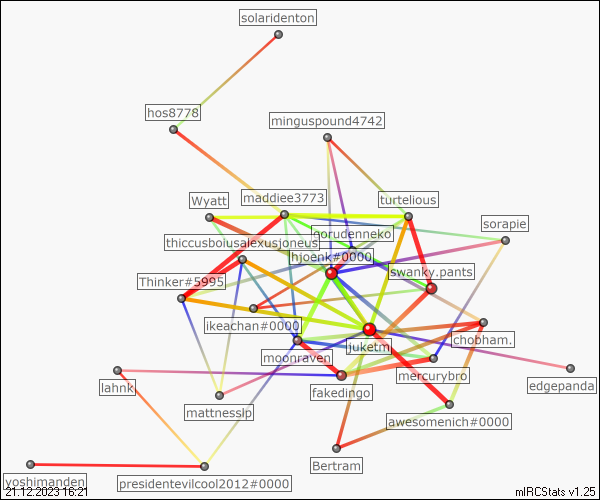 solaridenton
hos8778
minguspound4742
Wyatt
maddiee3773
turtelious
sorapie
horudenneko
thiccusboiusalexusjoneus
hjoenk#0000
swanky.pants
Thinker#5995
ikeachan#0000
moonraven
juketm
chobham.
mercurybro
lahnk
mattnesslp
fakedingo
edgepanda
awesomenich#0000
Bertram
yoshimanden
presidentevilcool2012#0000
21.12.2023 16:21
mIRCStats v1.25